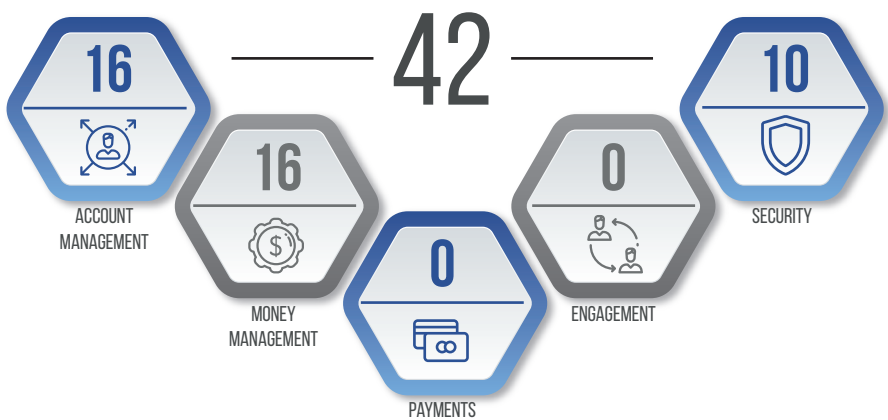 42
16
ACCOUNT
MANAGEMENT
16
$
MONEY
MANAGEMENT
0
PAYMENTS
0
ENGAGEMENT
10
SECURITY